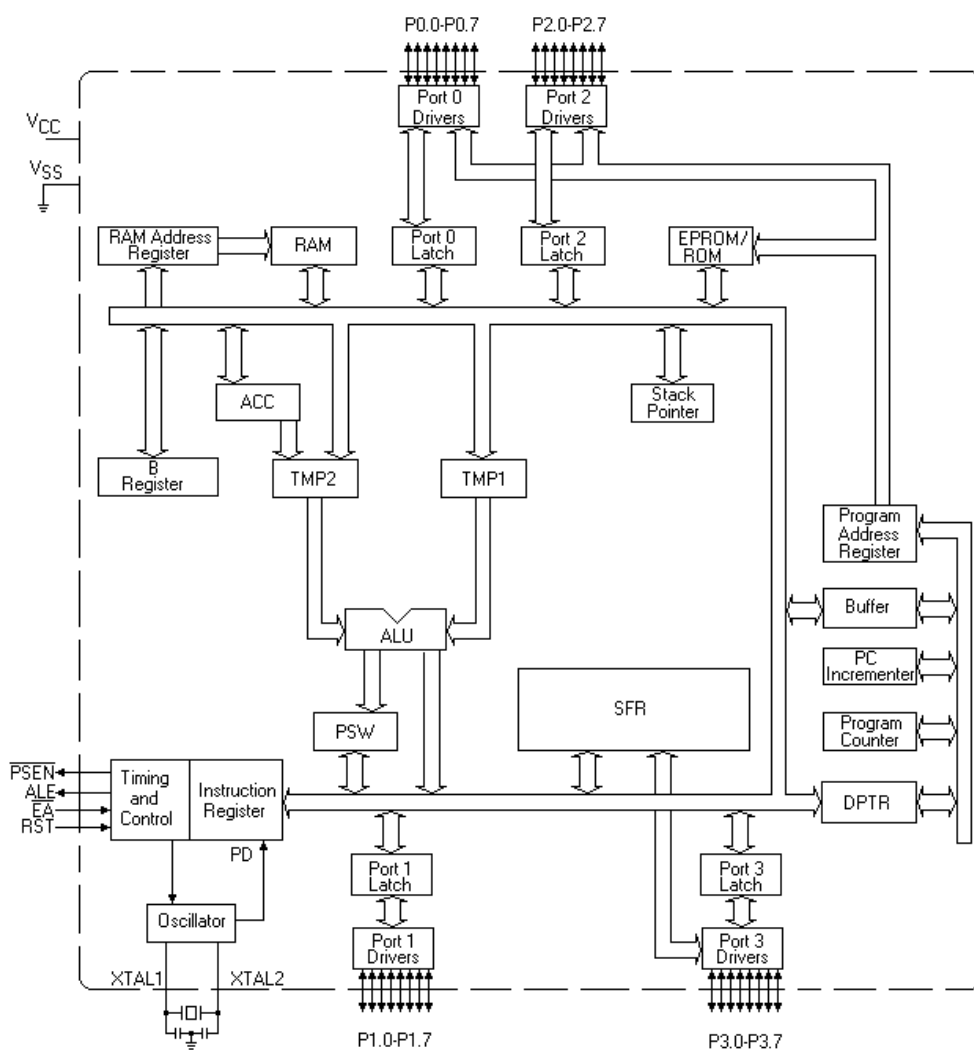 P0.0-P0.7
P2.0-P2.7
Port 0
Drivers
Port 2
Drivers
VCC
VSS
RAM Address
Register
RAM
Port 0
Latch
Port 2
Latch
EPROM/
ROM
ACC
Stack
Pointer
B
Register
TMP2
TMP1
Program
Address
Register
ALU
Buffer
PC
Incrementer
SFR
PSW
Program
Counter
PSEN
ALE
EA
RST
Timing
and
Control
Instruction
Register
DPTR
PD
Port 1
Latch
Port 3
Latch
Oscillator
Port 1
Drivers
Port 3
Drivers
XTAL1
XTAL2
P1.0-P1.7
P3.0-P3.7